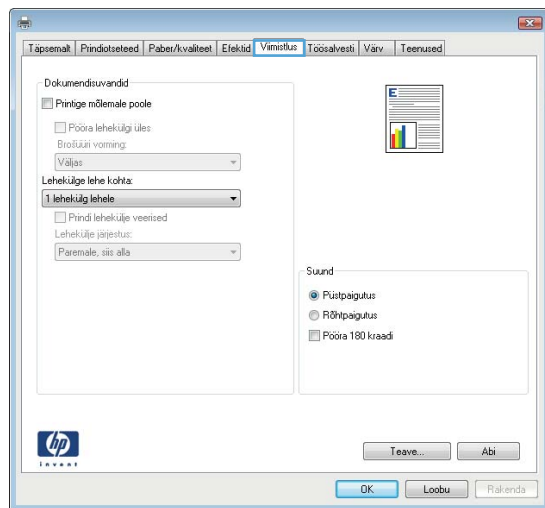 Täpsemalt Prindiotseteed Paber/kvaliteet Efektid Viimistlus Töösalvesti Värv Teenused
Dokumendisuvandid
Printige mõlemale poole
Pööra lehekülgi üles
Brošüüri vorming:
Väljas
Lehekülge lehe kohta:
1 lehekülg lehele
Prindi lehekülje veerised
Lehekülje järjestus:
Paremale, siis alla
E
Suund
Püstpaigutus
Rõhtpaigutus
Pööra 180 kraadi
hp
invent
Teave... Abi
OK Loobu Rakenda